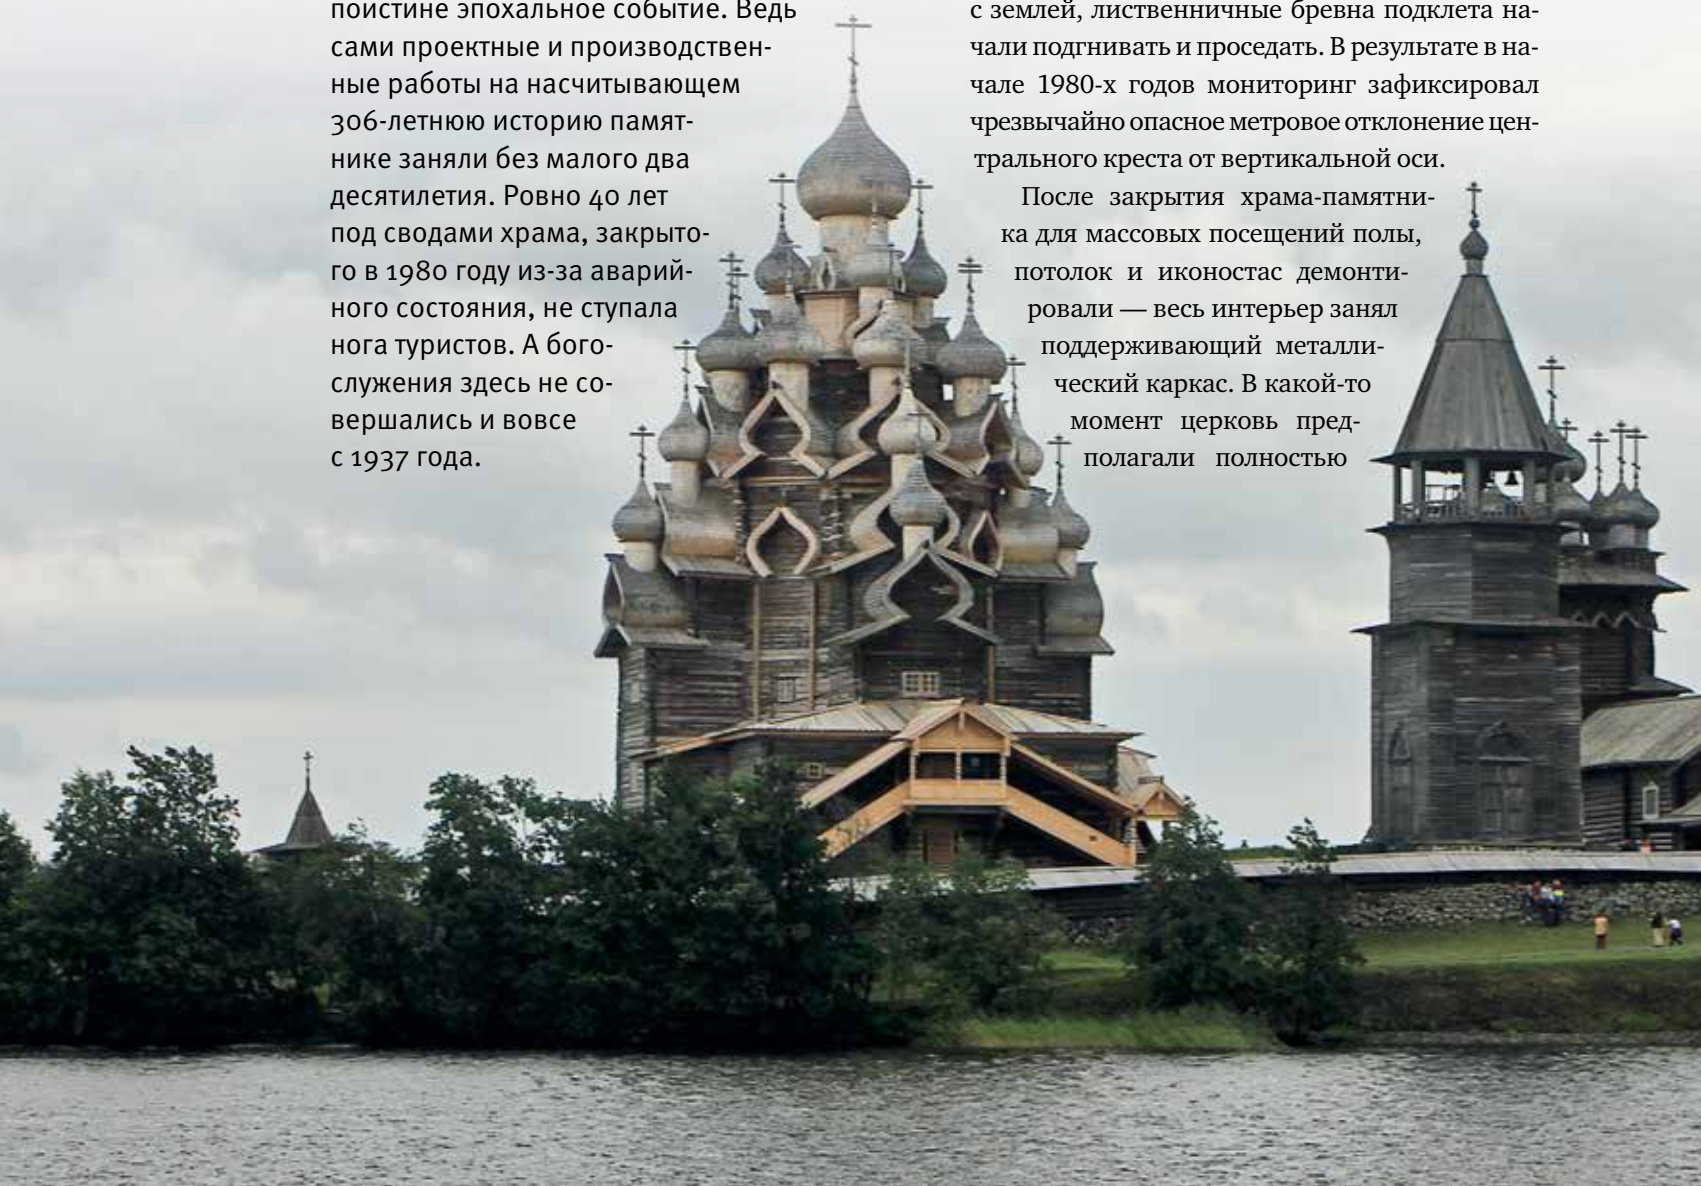 поистине эпохальное событие. Ведь
сами проектные и производствен-
ные работы на насчитывающем
306-летнюю историю памят-
нике заняли без малого два
десятилетия. Ровно 40 лет
под сводами храма, закрыто-
го в 1980 году из-за аварий-
ного состояния, не ступала
нога туристов. А бого-
служения здесь не со-
вершались и вовсе
с 1937 года.
с землей, лиственничные бревна подклета на-
чали подгнивать и проседать. В результате в на-
чале 1980-х годов мониторинг зафиксировал
чрезвычайно опасное метровое отклонение цен-
трального креста от вертикальной оси.
После закрытия храма-памятни-
ка для массовых посещений полы,
потолок и иконостас демонти-
ровали — весь интерьер занял
поддерживающий металли-
ческий каркас. В какой-то
момент церковь пред-
полагали полностью